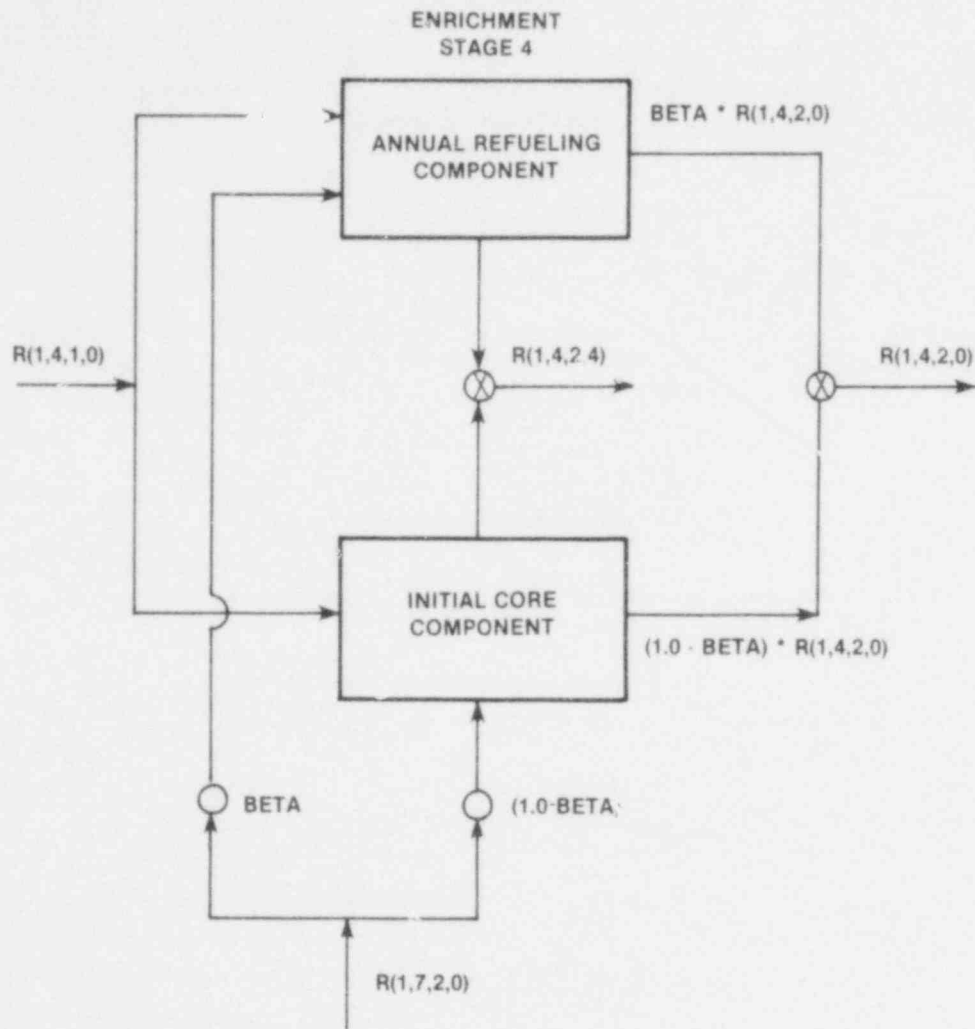 ENRICHMENT
STAGE 4
BETA * R(1,4,2,0)
ANNUAL REFUELING
COMPONENT
R(1,4,1,0)
R(1,4,2 4)
R(1,4,2,0)
INITIAL CORE
COMPONENT
(1.0 - BETA) * R(1,4,2,0)
BETA
(1.0-BETA)
R(1,7,2,0)